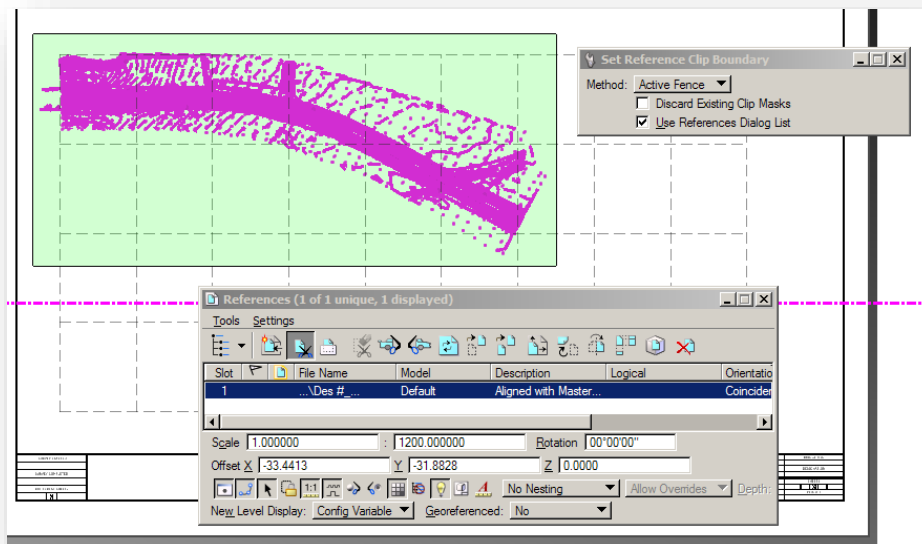 Set Reference Clip Boundary
Method: Active Fence
Discard Existing Clip Masks
Use References Dialog List
References (1 of 1 unique, 1 displayed)
Tools Settings
Slot File Name Model Description Logical Orientatio
1 ...\Des #_... Default Aligned with Master... Coinciden
Scale 1.000000 : 1200.000000 Rotation 00°00'00"
Offset X -33.4413 Y -31.8828 Z 0.0000
1:1 No Nesting Allow Overrides Depth:
New Level Display: Config Variable Georeferenced: No